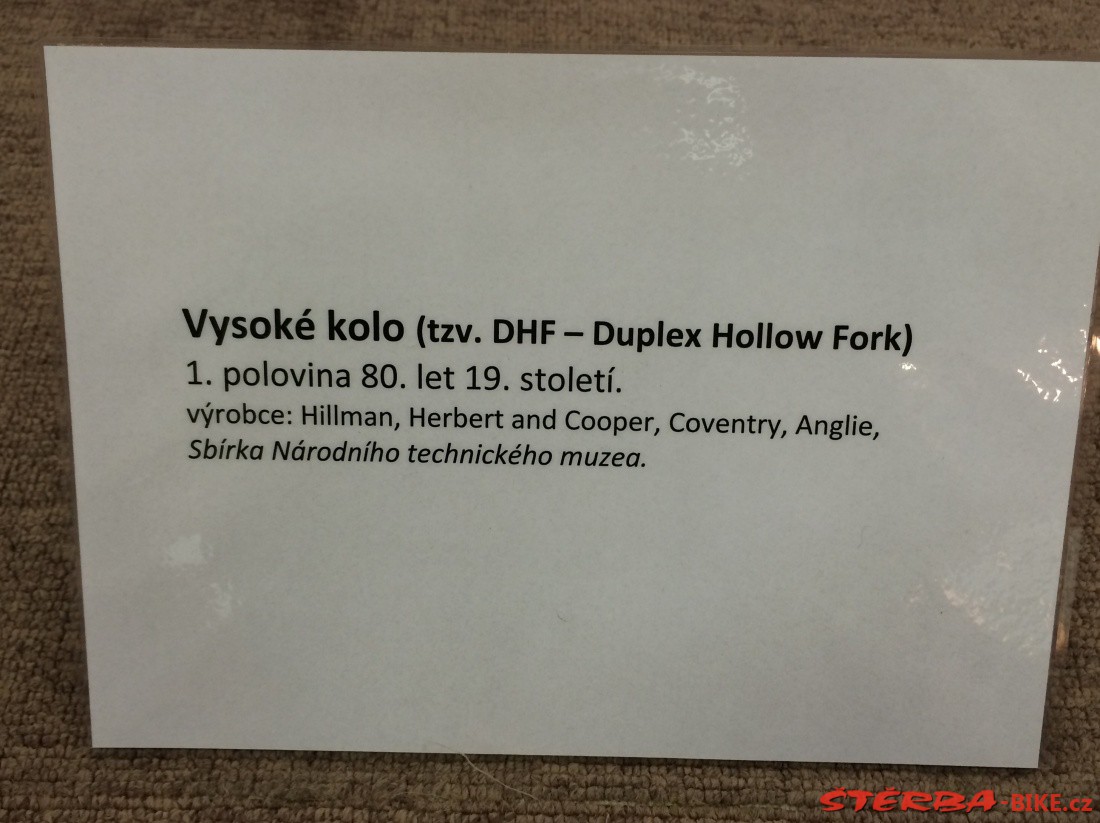 Vysoké kolo (tzv. DHF – Duplex Hollow Fork)
1. polovina 80. let 19. století.
výrobce: Hillman, Herbert and Cooper, Coventry, Anglie,
Sbírka Národního technického muzea.
ŠTĚRBA-BIKE.cz